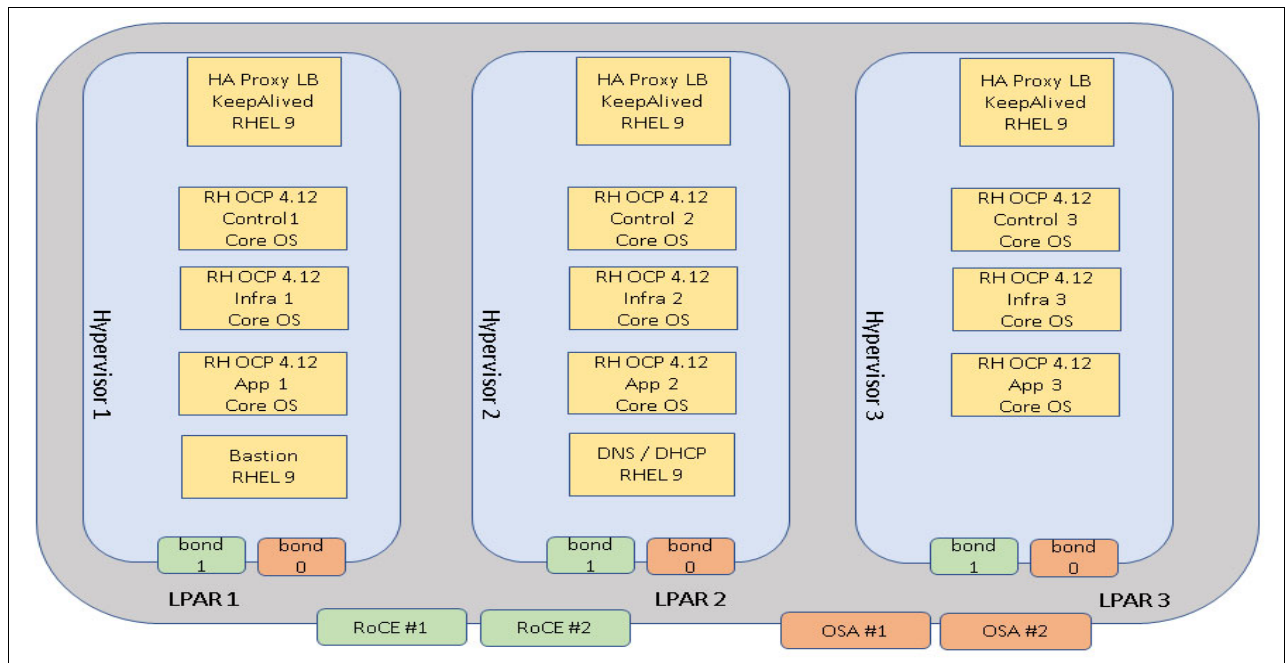 HA Proxy LB
KeepAlived
RHEL 9
RH OCP 4.12
Control1
Core OS
RH OCP 4.12
Infra 1
Core OS
RH OCP 4.12
App 1
Core OS
Bastion
RHEL 9
Hypervisor 1
bond
1
bond
0
LPAR 1
HA Proxy LB
KeepAlived
RHEL 9
RH OCP 4.12
Control 2
Core OS
RH OCP 4.12
Infra 2
Core OS
RH OCP 4.12
App 2
Core OS
DNS / DHCP
RHEL 9
Hypervisor 2
bond
1
bond
0
LPAR 2
HA Proxy LB
KeepAlived
RHEL 9
RH OCP 4.12
Control 3
Core OS
RH OCP 4.12
Infra 3
Core OS
RH OCP 4.12
App 3
Core OS
Hypervisor 3
bond
1
bond
0
LPAR 3
RoCE #1
RoCE #2
OSA #1
OSA #2